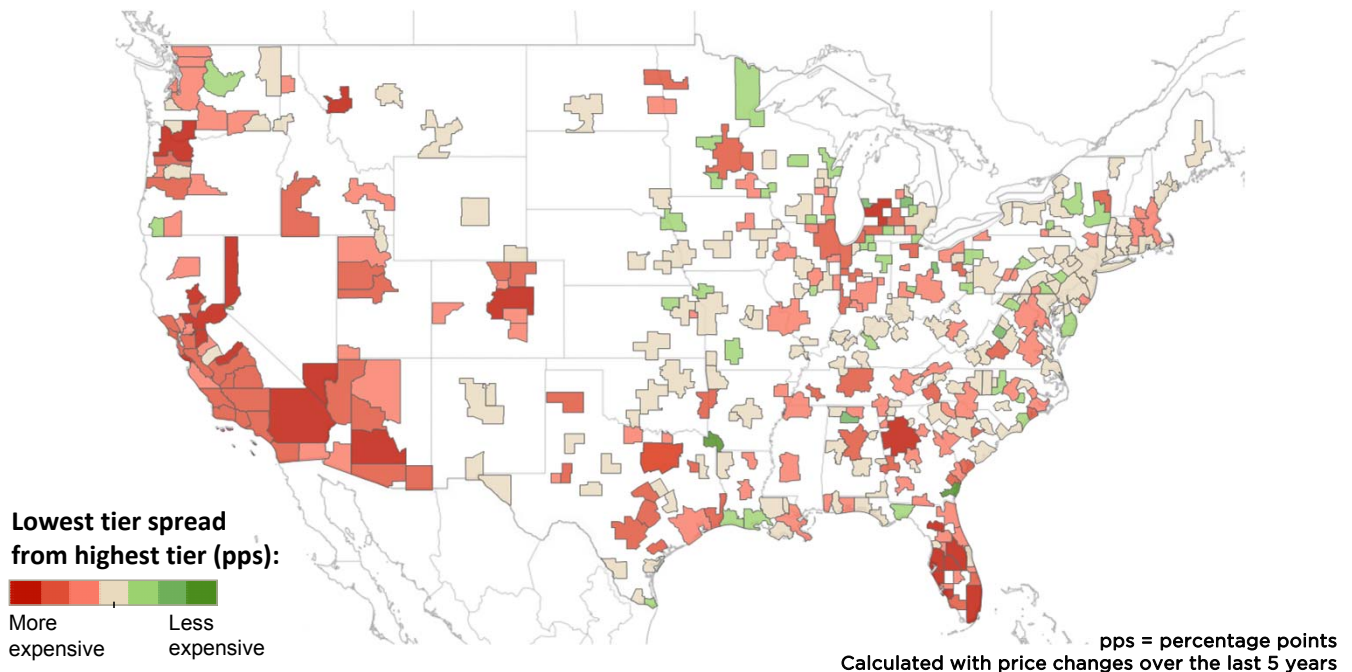 Lowest tier spread
from highest tier (pps):
More
expensive
Less
expensive
pps = percentage points
Calculated with price changes over the last 5 years